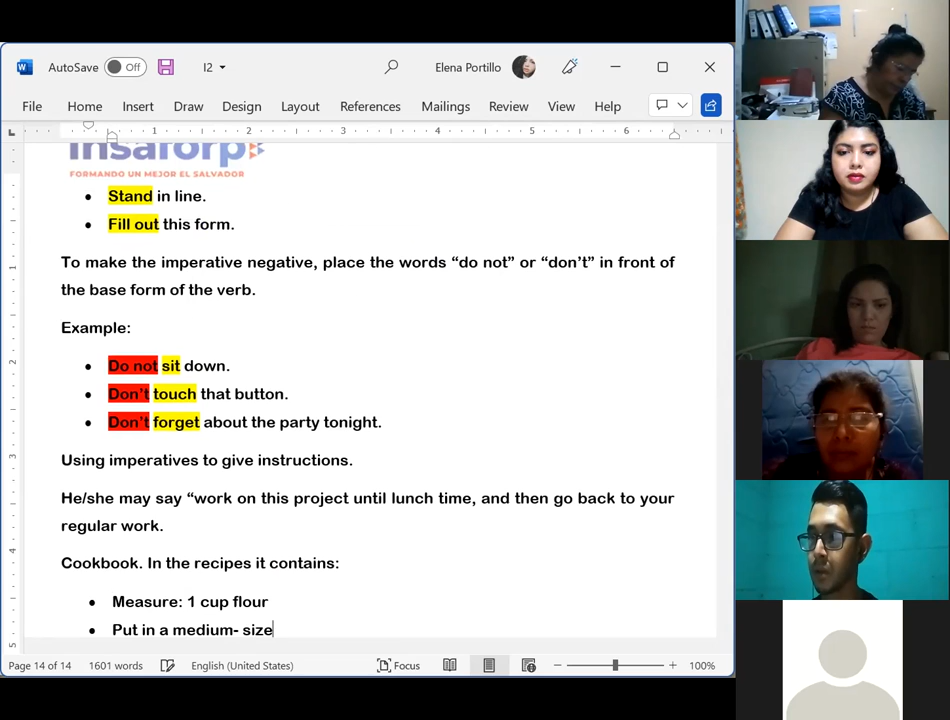 AutoSave Off I2 Elena Portillo
File Home Insert Draw Design Layout References Mailings Review View Help
1 2 3 4 5 6
insaforp
FORMANDO UN MEJOR EL SALVADOR
• Stand in line.
• Fill out this form.
To make the imperative negative, place the words “do not” or “don’t” in front of
the base form of the verb.
Example:
• Do not sit down.
• Don’t touch that button.
• Don’t forget about the party tonight.
Using imperatives to give instructions.
He/she may say “work on this project until lunch time, and then go back to your
regular work.
Cookbook. In the recipes it contains:
• Measure: 1 cup flour
• Put in a medium- size
Page 14 of 14 1601 words English (United States) Focus 100%